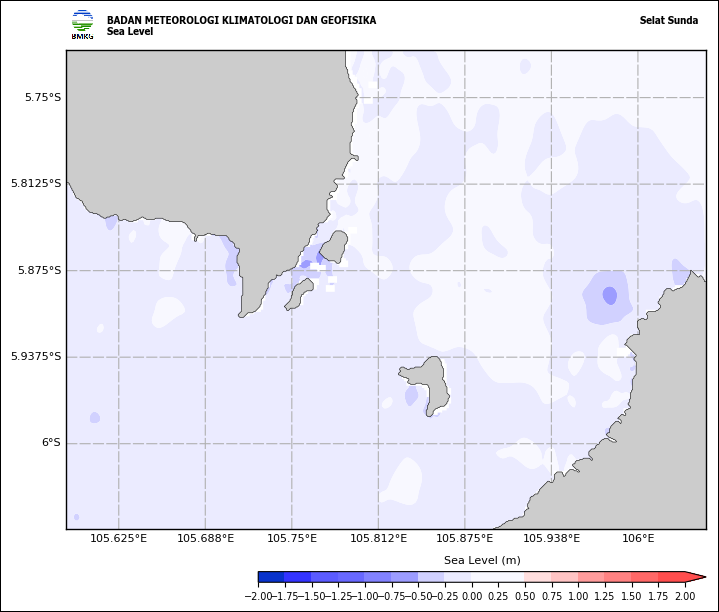 BADAN METEOROLOGI KLIMATOLOGI DAN GEOFISIKA
Selat Sunda
Sea Level
BMKG
5.75°S
5.8125°S
5.875°S
5.9375°S
6°S
105.625°E 105.688°E 105.75°E 105.812°E 105.875°E 105.938°E 106°E
Sea Level (m)
−2.00 −1.75 −1.50 −1.25 −1.00 −0.75 −0.50 −0.25 0.00 0.25 0.50 0.75 1.00 1.25 1.50 1.75 2.00